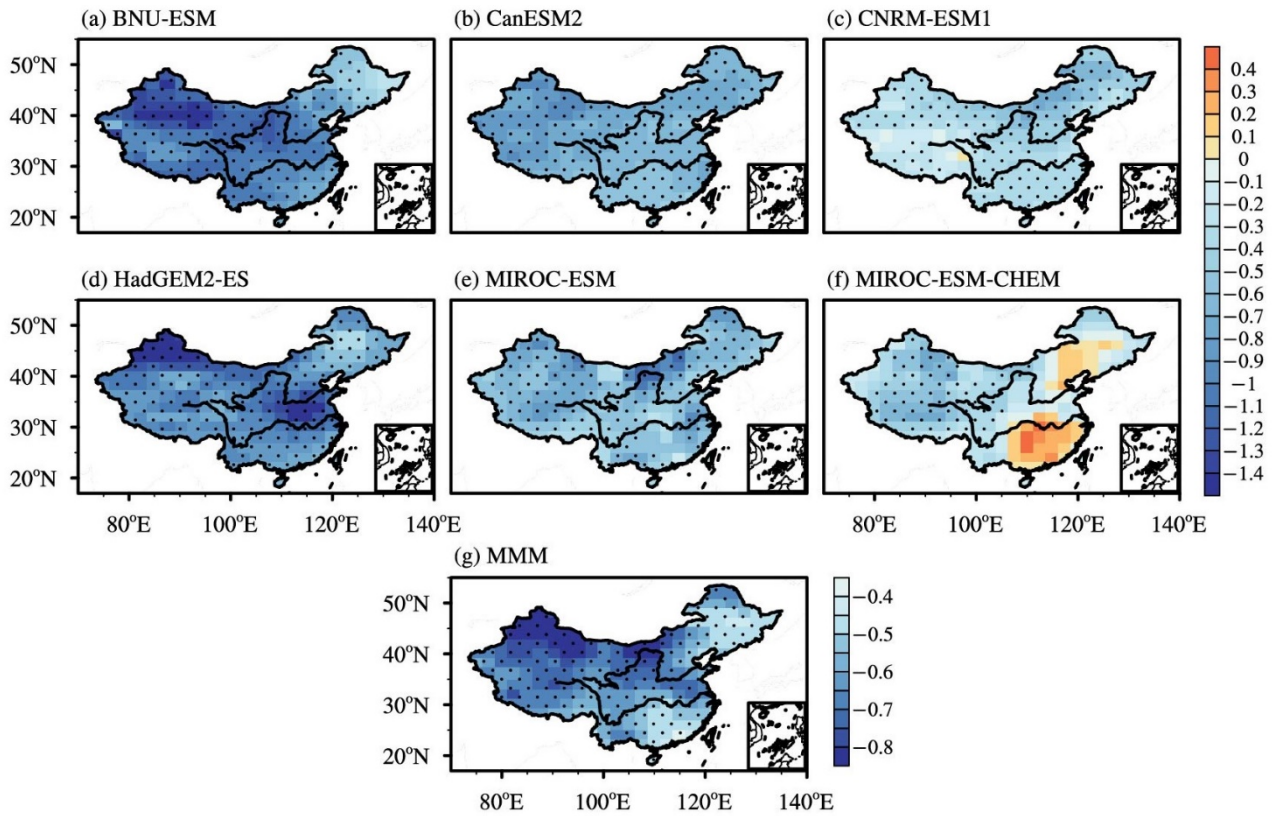 (a) BNU-ESM (b) CanESM2 (c) CNRM-ESM1
50°N
40°N
30°N
20°N
(d) HadGEM2-ES (e) MIROC-ESM (f) MIROC-ESM-CHEM
50°N
40°N
30°N
20°N
80°E 100°E 120°E 140°E 80°E 100°E 120°E 140°E
0.4
0.3
0.2
0.1
0
−0.1
−0.2
−0.3
−0.4
−0.5
−0.6
−0.7
−0.8
−0.9
−1
−1.1
−1.2
−1.3
−1.4
(g) MMM
50°N
40°N
30°N
20°N
80°E 100°E 120°E 140°E
−0.4
−0.5
−0.6
−0.7
−0.8